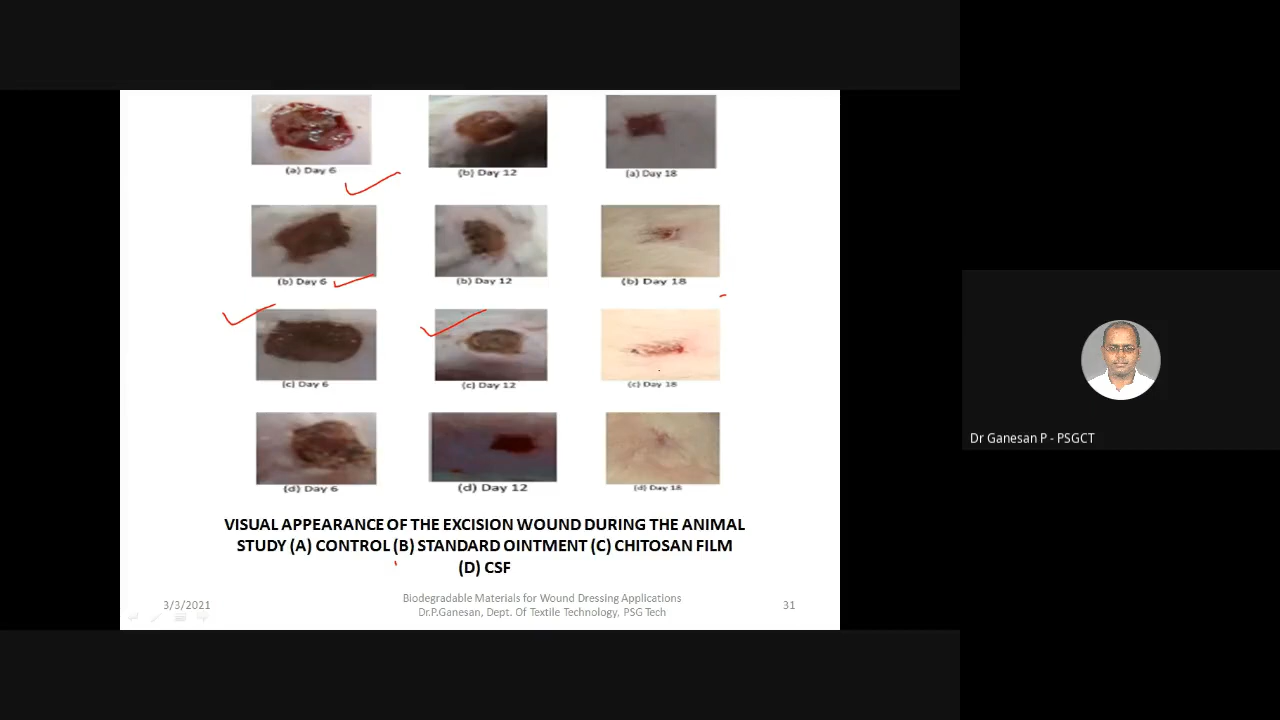 (a) Day 6
(b) Day 12
(a) Day 18
(b) Day 6
(b) Day 12
(b) Day 18
(c) Day 6
(c) Day 12
(c) Day 18
(d) Day 6
(d) Day 12
(d) Day 18
VISUAL APPEARANCE OF THE EXCISION WOUND DURING THE ANIMAL
STUDY (A) CONTROL (B) STANDARD OINTMENT (C) CHITOSAN FILM
(D) CSF
3/3/2021
Biodegradable Materials for Wound Dressing Applications
Dr.P.Ganesan, Dept. Of Textile Technology, PSG Tech
31
Dr Ganesan P - PSGCT